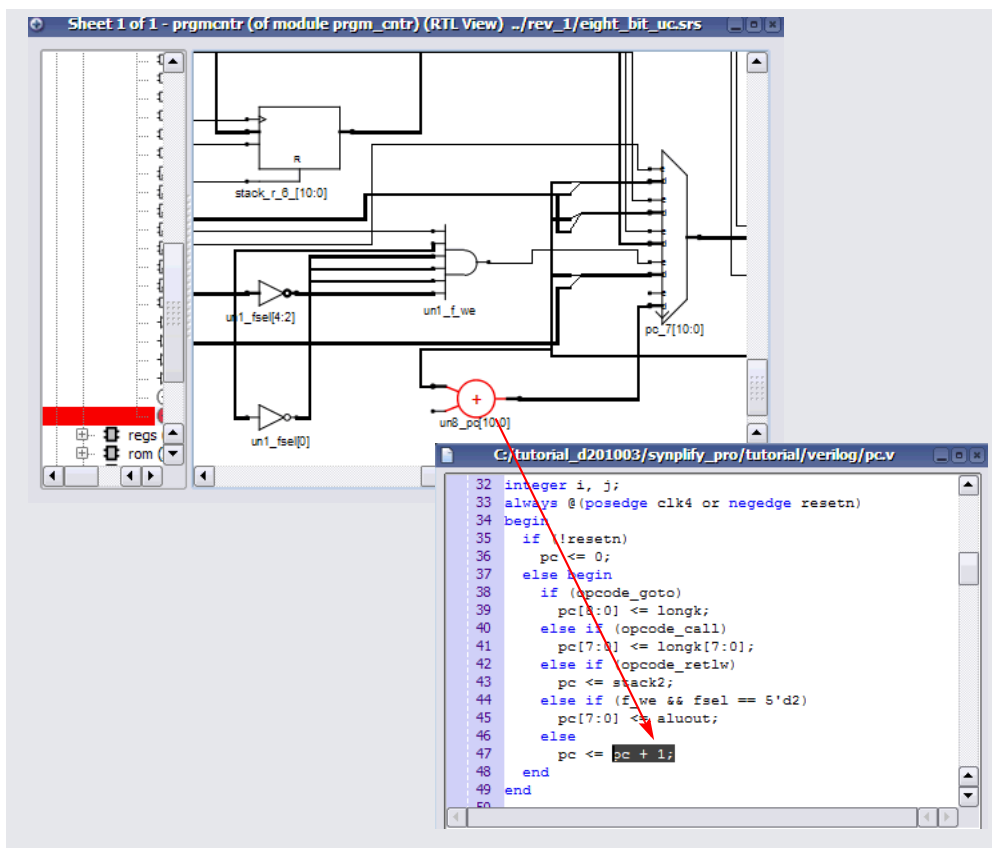 Sheet 1 of 1 - prgmcntr (of module prgm_cntr) (RTL View) ../rev_1/eight_bit_uc.srs
R
stack_r_6_[10:0]
e
d
e
d
e
d
e
d
e
d
un1_fsel[4:2]
un1_f_we
pc_7[10:0]
+
un8_pc[10:0]
un1_fsel[0]
regs (
rom (
C:/tutorial_d201003/synplify_pro/tutorial/verilog/pc.v
32 integer i, j;
33 always @(posedge clk4 or negedge resetn)
34 begin
35 if (!resetn)
36 pc <= 0;
37 else begin
38 if (opcode_goto)
39 pc[8:0] <= longk;
40 else if (opcode_call)
41 pc[7:0] <= longk[7:0];
42 else if (opcode_retlw)
43 pc <= stack2;
44 else if (f_we && fsel == 5'd2)
45 pc[7:0] <= aluout;
46 else
47 pc <= pc + 1;
48 end
49 end
50